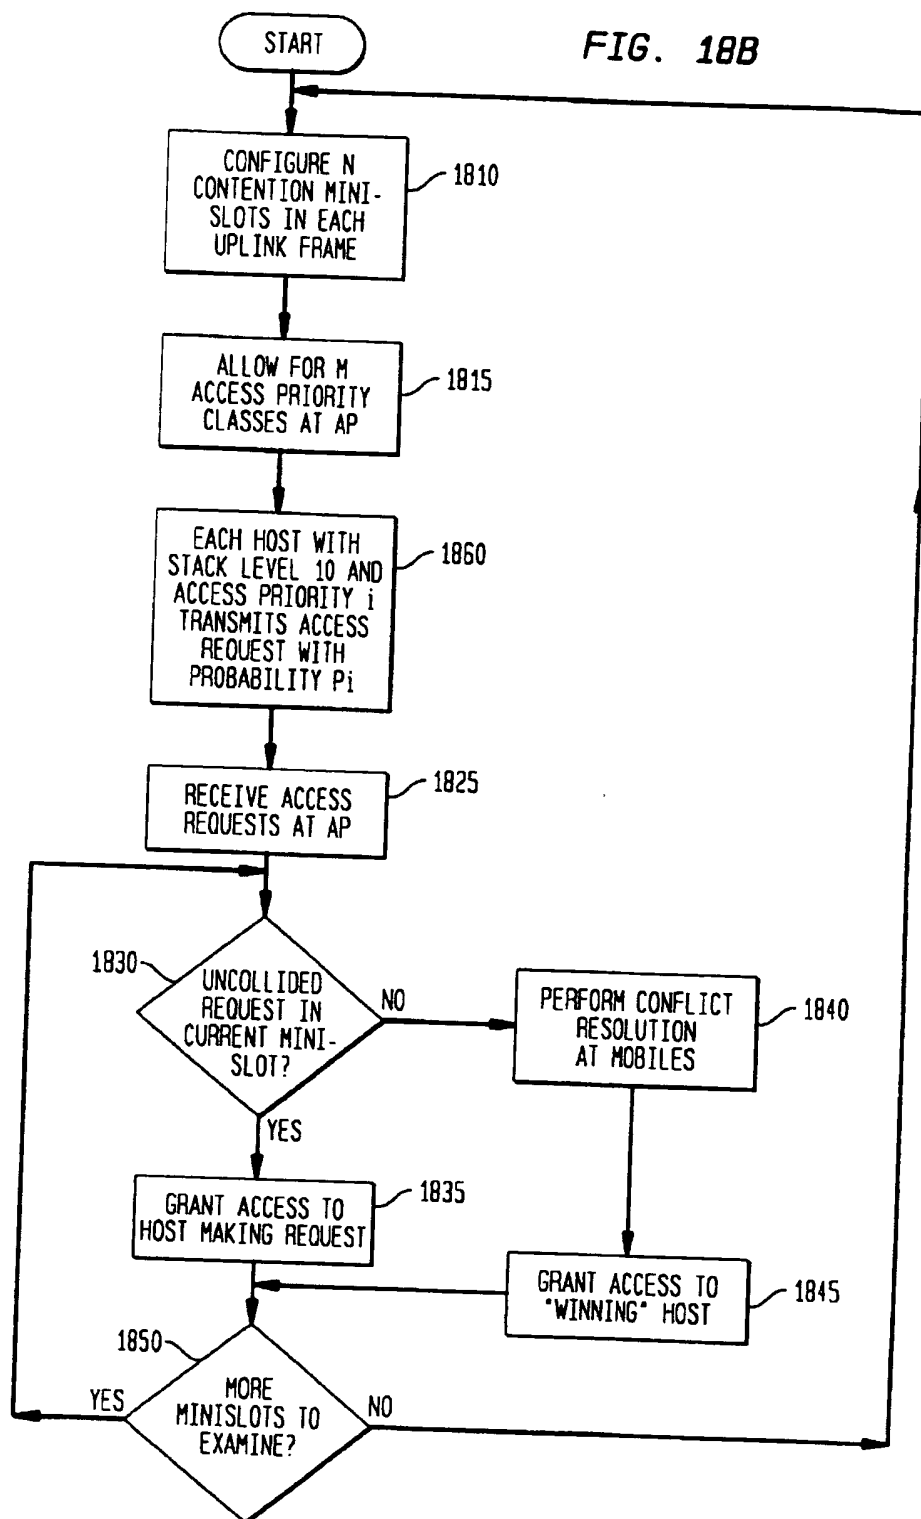 START
FIG. 18B
CONFIGURE N
CONTENTION MINI-
SLOTS IN EACH
UPLINK FRAME
1810
ALLOW FOR M
ACCESS PRIORITY
CLASSES AT AP
1815
EACH HOST WITH
STACK LEVEL 10 AND
ACCESS PRIORITY i
TRANSMITS ACCESS
REQUEST WITH
PROBABILITY Pi
1860
RECEIVE ACCESS
REQUESTS AT AP
1825
1830
UNCOLLIDED
REQUEST IN
CURRENT MINI-
SLOT?
NO
YES
PERFORM CONFLICT
RESOLUTION
AT MOBILES
1840
GRANT ACCESS TO
HOST MAKING REQUEST
1835
GRANT ACCESS TO
"WINNING" HOST
1845
1850
MORE
MINISLOTS TO
EXAMINE?
YES
NO